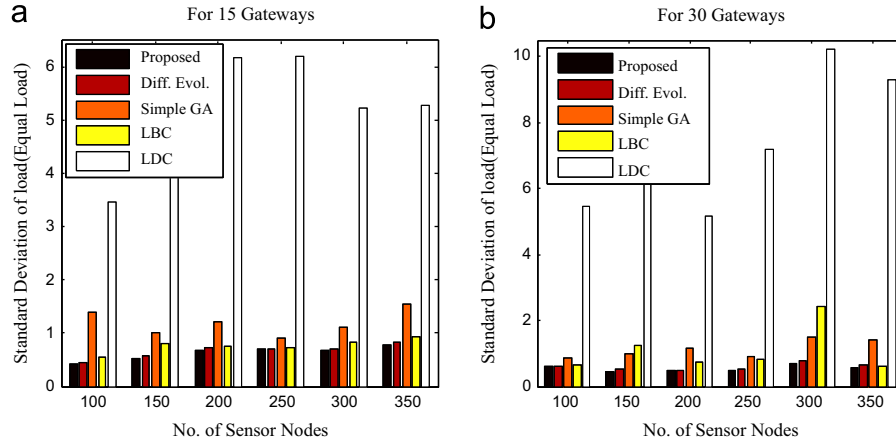 a
For 15 Gateways
Standard Deviation of load(Equal Load)
6
5
4
3
2
1
0
Proposed
Diff. Evol.
Simple GA
LBC
LDC
100 150 200 250 300 350
No. of Sensor Nodes
b
For 30 Gateways
Standard Deviation of load(Equal Load)
10
8
6
4
2
0
Proposed
Diff. Evol.
Simple GA
LBC
LDC
100 150 200 250 300 350
No. of Sensor Nodes